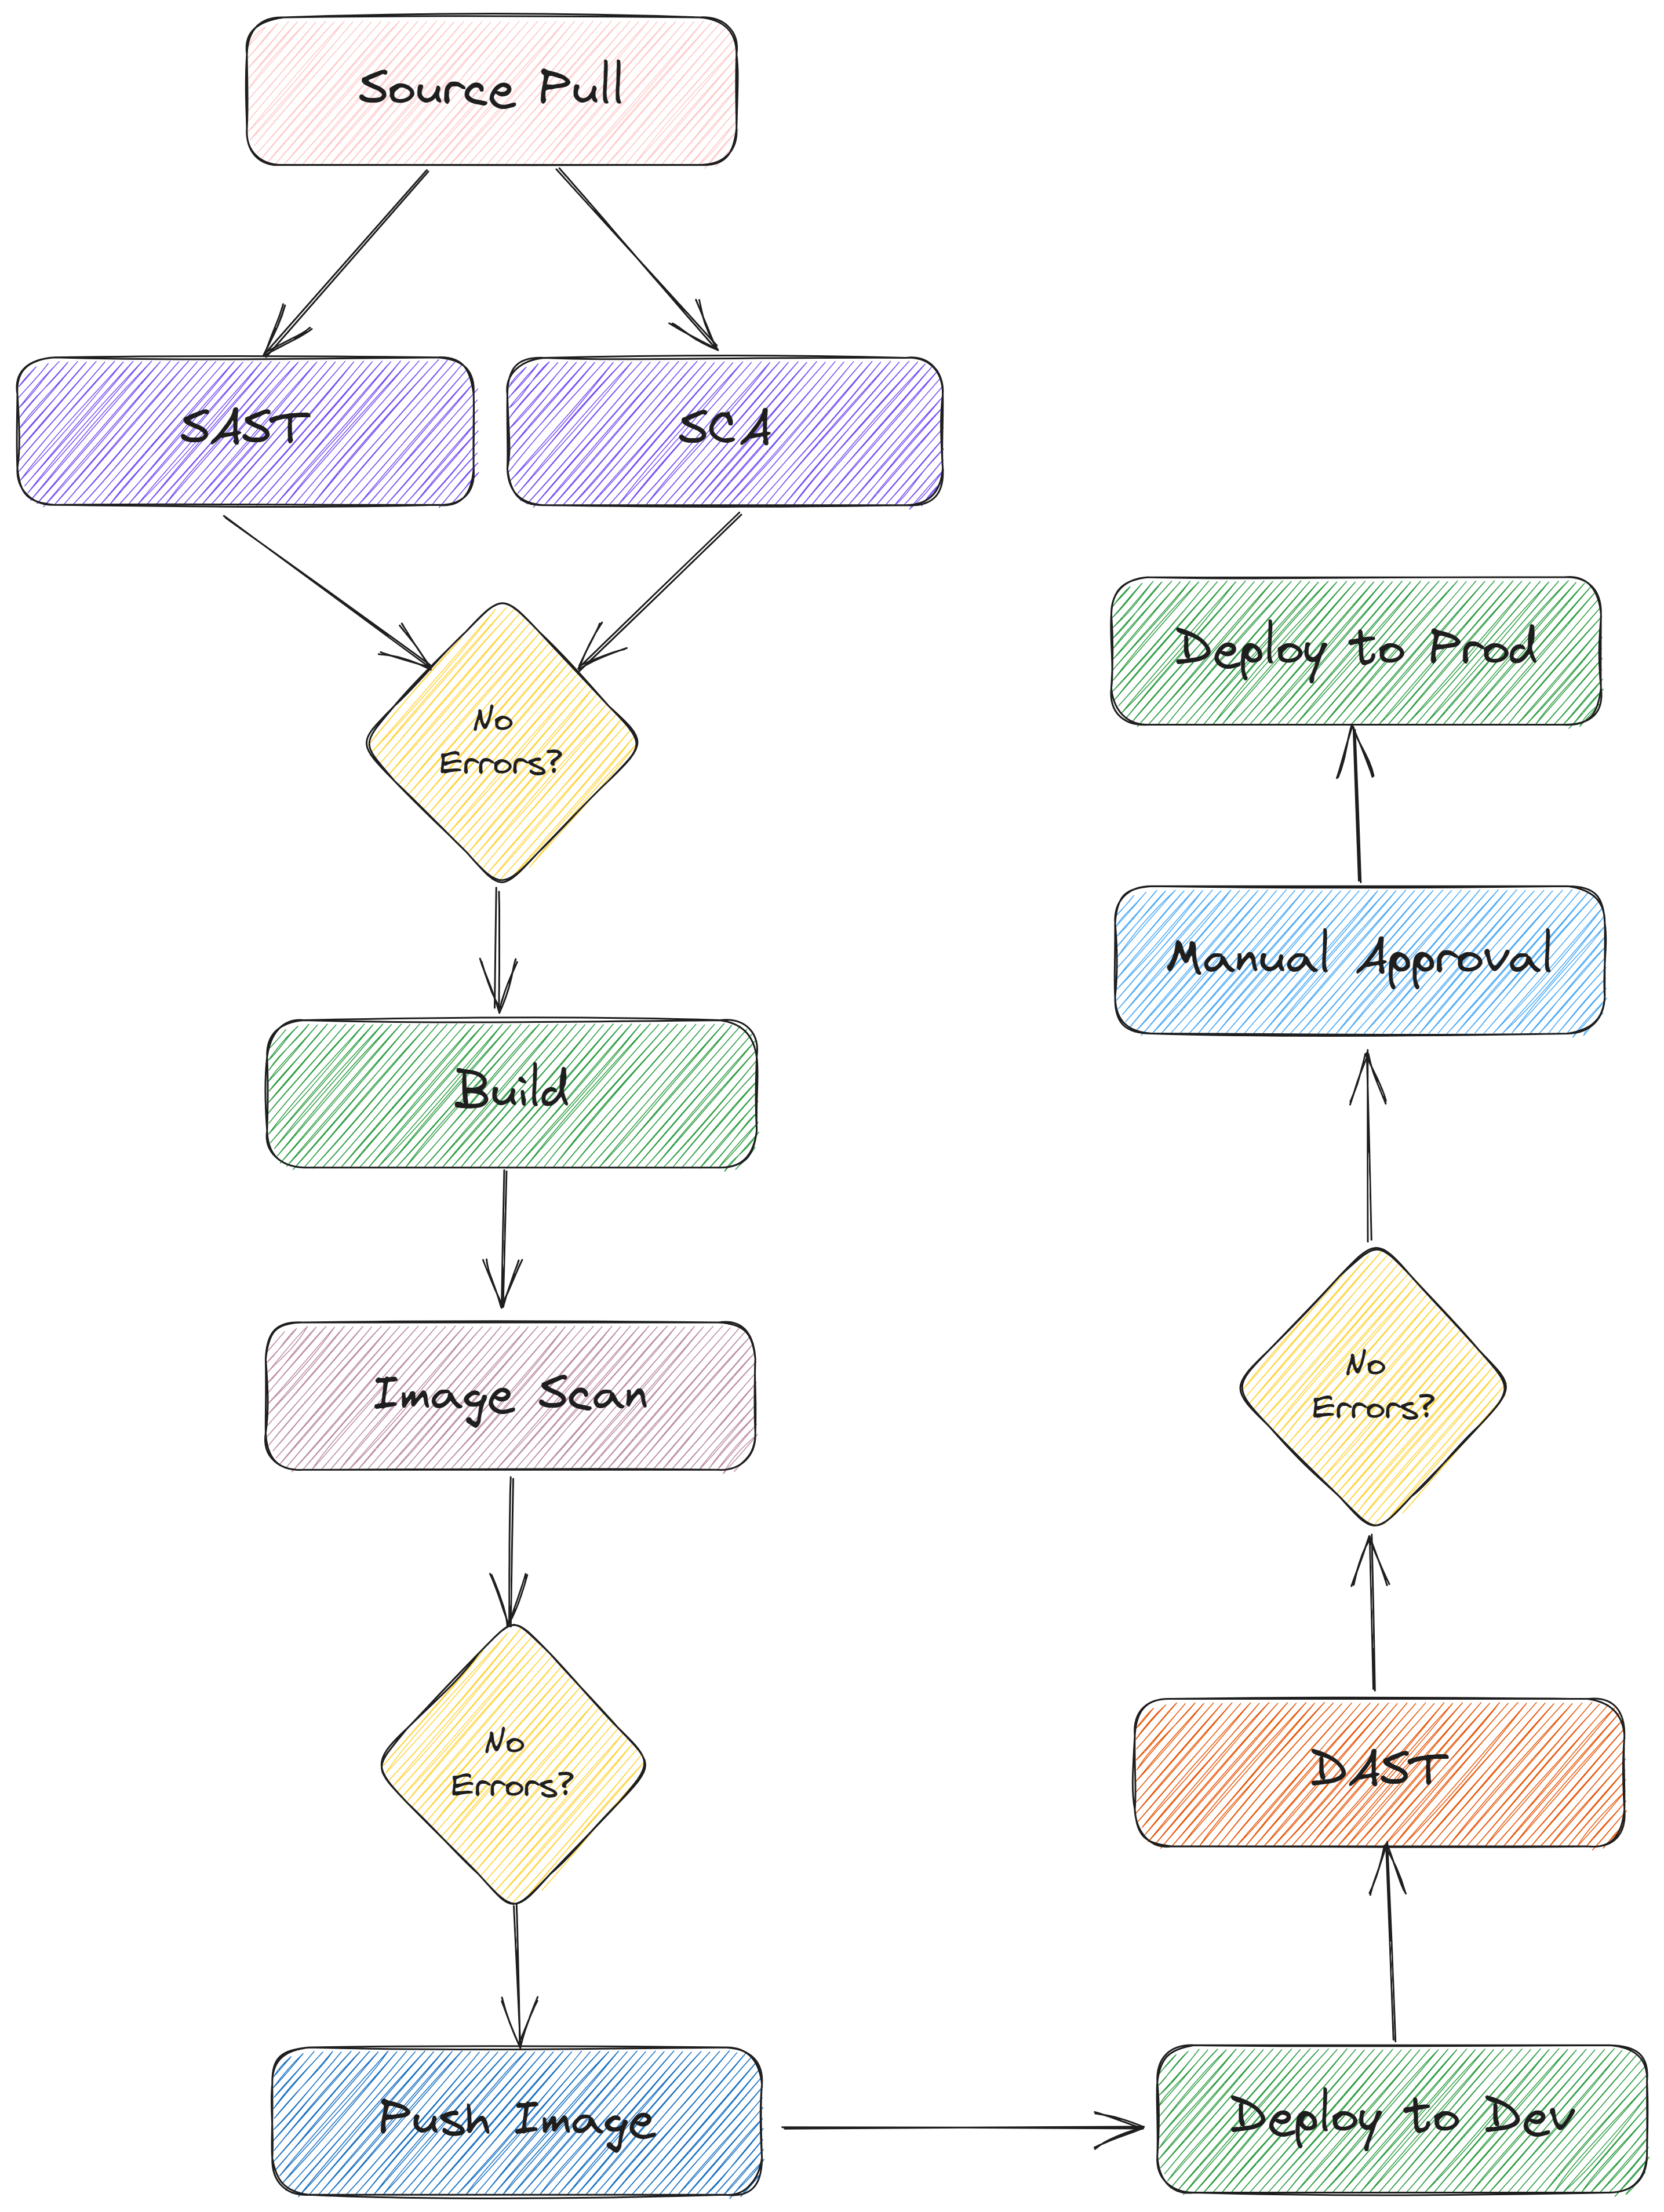 Source Pull
SAST
SCA
No
Errors?
Build
Image Scan
No
Errors?
Push Image
Deploy to Dev
DAST
No
Errors?
Manual Approval
Deploy to Prod